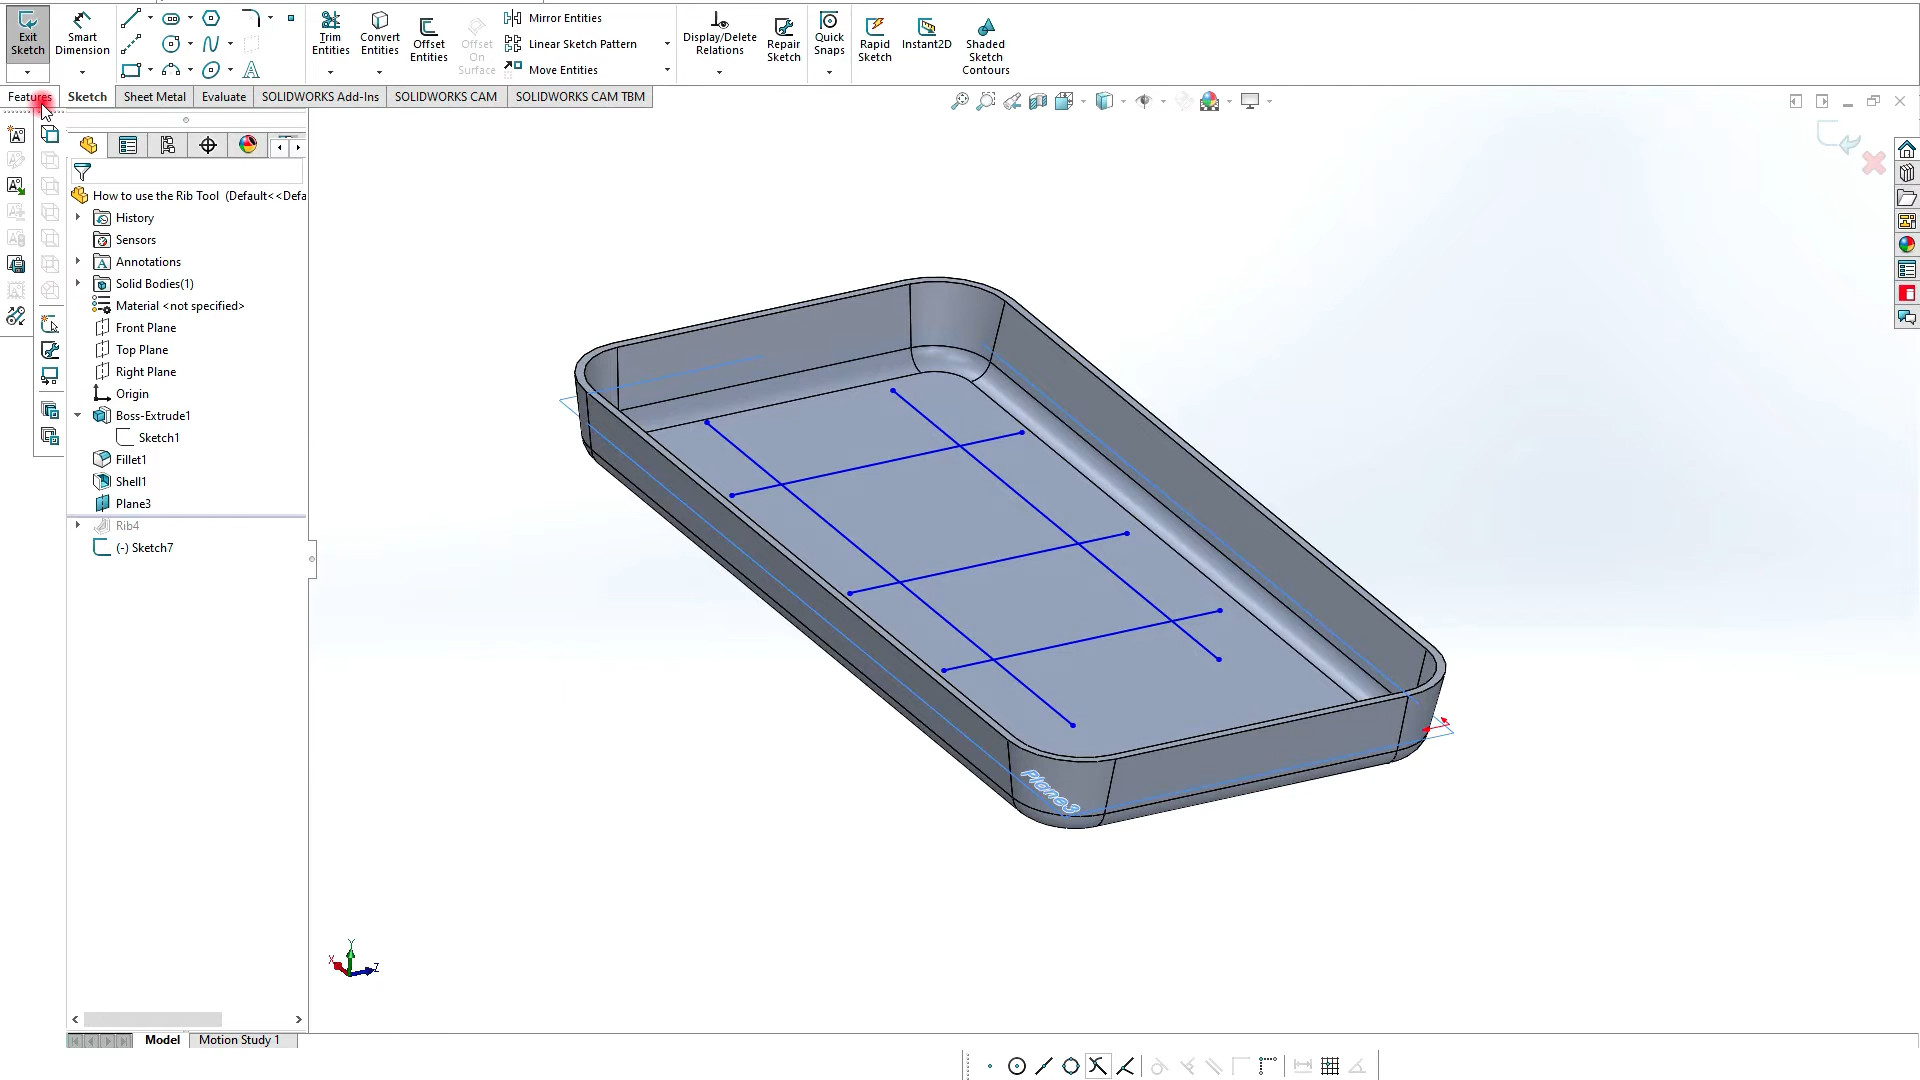 Exit
Sketch
Smart
Dimension
Trim
Entities
Convert
Entities
Offset
Entities
Offset
On
Surface
Mirror Entities
Linear Sketch Pattern
Move Entities
Display/Delete
Relations
Repair
Sketch
Quick
Snaps
Rapid
Sketch
Instant2D
Shaded
Sketch
Contours
Features
Sketch
Sheet Metal
Evaluate
SOLIDWORKS Add-Ins
SOLIDWORKS CAM
SOLIDWORKS CAM TBM
How to use the Rib Tool (Default<<Defa
History
Sensors
Annotations
Solid Bodies(1)
Material <not specified>
Front Plane
Top Plane
Right Plane
Origin
Boss-Extrude1
Sketch1
Fillet1
Shell1
Plane3
Rib4
(-) Sketch7
Plane3
Y
X
Z
Model
Motion Study 1